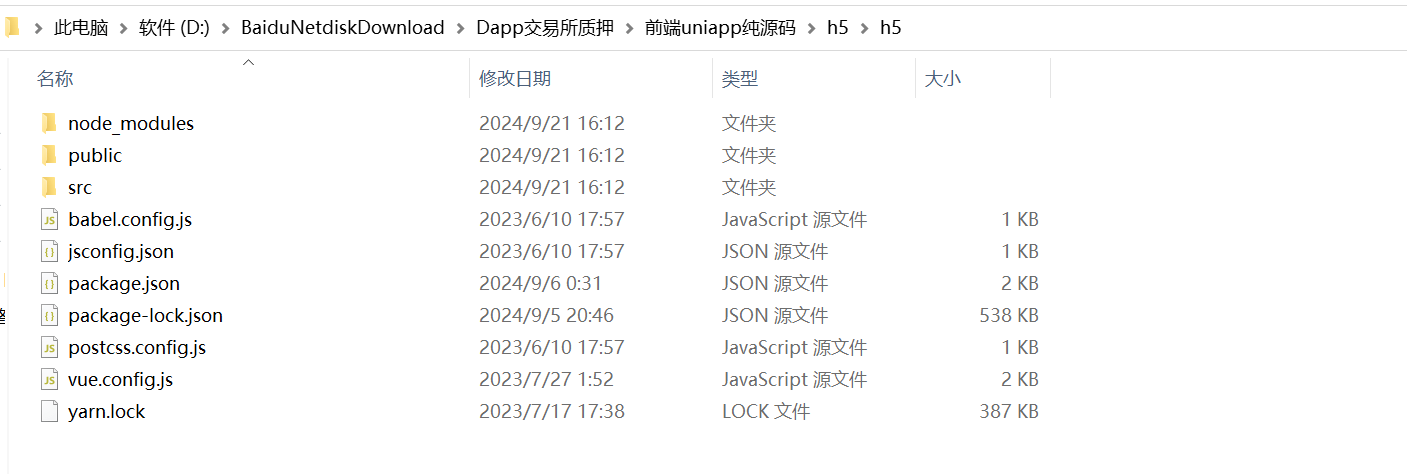 此电脑 软件 (D:) BaiduNetdiskDownload Dapp交易所质押 前端uniapp纯源码 h5 h5
名称 修改日期 类型 大小
node_modules 2024/9/21 16:12 文件夹
public 2024/9/21 16:12 文件夹
src 2024/9/21 16:12 文件夹
babel.config.js 2023/6/10 17:57 JavaScript 源文件 1 KB
jsconfig.json 2023/6/10 17:57 JSON 源文件 1 KB
package.json 2024/9/6 0:31 JSON 源文件 2 KB
package-lock.json 2024/9/5 20:46 JSON 源文件 538 KB
postcss.config.js 2023/6/10 17:57 JavaScript 源文件 1 KB
vue.config.js 2023/7/27 1:52 JavaScript 源文件 2 KB
yarn.lock 2023/7/17 17:38 LOCK 文件 387 KB